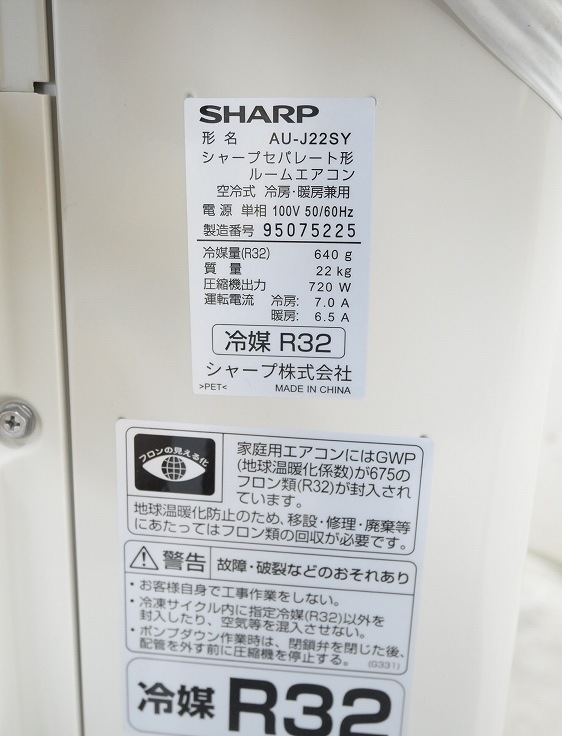 SHARP
形名 AU-J22SY
シャープセパレート形
ルームエアコン
空冷式 冷房・暖房兼用
電源 単相 100V 50/60Hz
製造番号 95075225
冷媒量(R32) 640 g
質量 22 kg
圧縮機出力 720 W
運転電流 冷房: 7.0 A
暖房: 6.5 A
冷媒 R32
シャープ株式会社
>PET< MADE IN CHINA
フロンの見える化
家庭用エアコンにはGWP
(地球温暖化係数)が675の
フロン類(R32)が封入され
ています。
地球温暖化防止のため、移設・修理・廃棄等
にあたってはフロン類の回収が必要です。
警告 故障・破裂などのおそれあり
・お客様自身で工事作業をしない。
・冷凍サイクル内に指定冷媒(R32)以外を
封入したり、空気等を混入させない。
・ポンプダウン作業時は、閉鎖弁を閉じた後、
配管を外す前に圧縮機を停止する。
(G331)
冷媒 R32